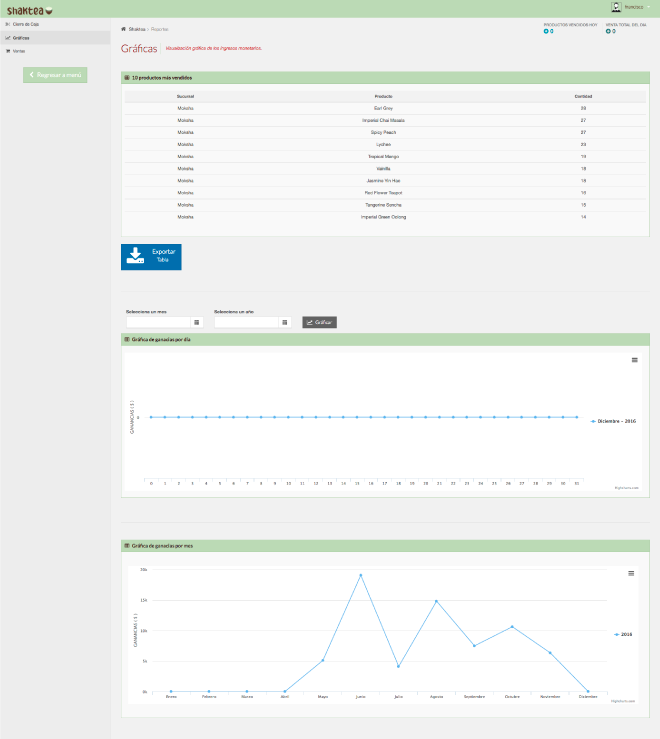 shaktea
francisco
Cierre de Caja
Gráficas
Ventas
Regresar a menú
Shaktea / Reportes
PRODUCTOS VENDIDOS HOY
0
VENTA TOTAL DEL DIA
0
Gráficas
Visualización gráfica de los ingresos monetarios.
10 productos más vendidos
Sucursal Producto Cantidad
Moksha Earl Grey 28
Moksha Imperial Chai Masala 27
Moksha Spicy Peach 27
Moksha Lychee 23
Moksha Tropical Mango 19
Moksha Vainilla 18
Moksha Jasmine Yin Hao 18
Moksha Red Flower Teapot 16
Moksha Tangerine Sencha 15
Moksha Imperial Green Oolong 14
Exportar
Tabla
Selecciona un mes
Selecciona un año
Gráficar
Gráfica de ganacias por día
GANANCIAS ( $ )
0
Diciembre - 2016
0 1 2 3 4 5 6 7 8 9 10 11 12 13 14 15 16 17 18 19 20 21 22 23 24 25 26 27 28 29 30 31
Highcharts.com
Gráfica de ganacias por mes
GANANCIAS ( $ )
20k
15k
10k
5k
0k
2016
Enero Febrero Marzo Abril Mayo Junio Julio Agosto Septiembre Octubre Noviembre Diciembre
Highcharts.com